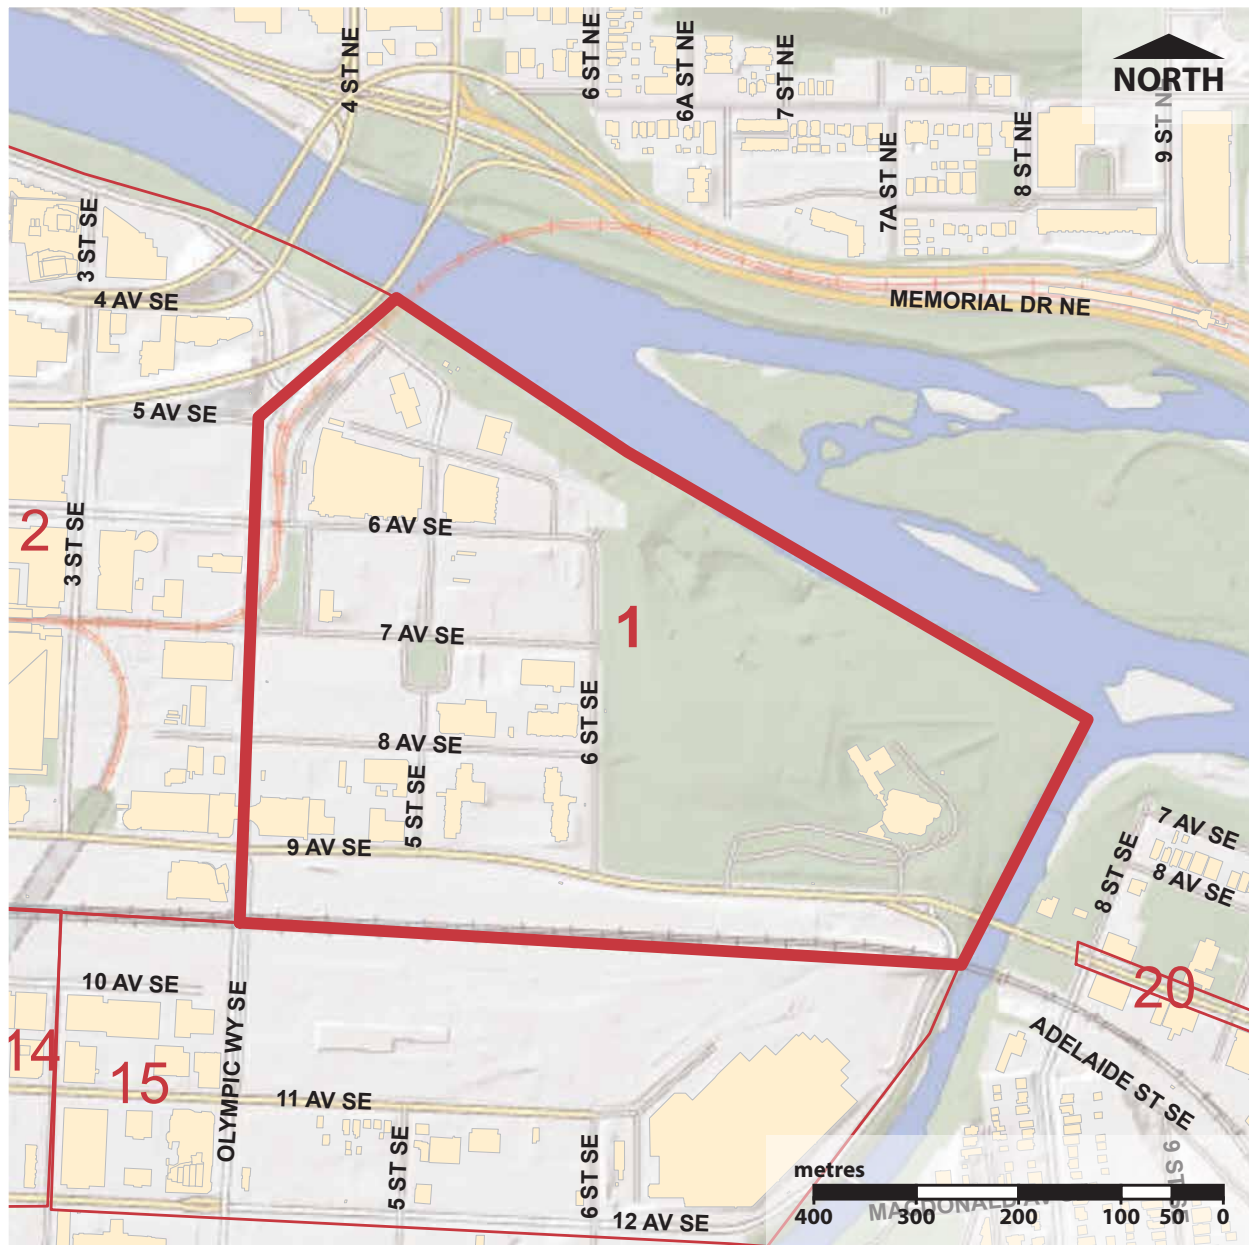 4 ST NE
6 ST NE
6A ST NE
7 ST NE
NORTH
9 ST N
7A ST NE
8 ST NE
3 ST SE
4 AV SE
MEMORIAL DR NE
5 AV SE
2
3 ST SE
6 AV SE
1
7 AV SE
6 ST SE
8 AV SE
5 ST SE
9 AV SE
7 AV SE
8 AV SE
8 ST SE
10 AV SE
20
14
15
OLYMPIC WY SE
ADELAIDE ST SE
11 AV SE
5 ST SE
6 ST SE
12 AV SE
9 ST SE
metres
MACDONALD AV
400 300 200 100 50 0